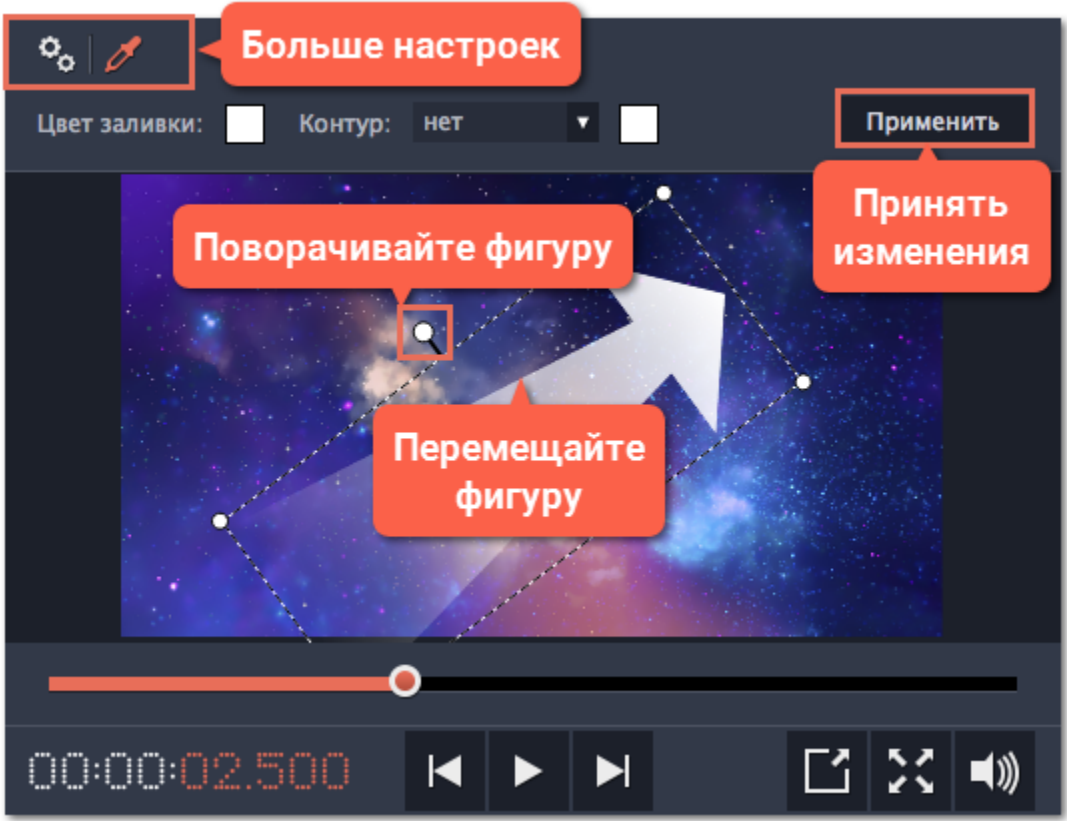 Больше настроек
Цвет заливки:
Контур:
нет
Применить
Принять
изменения
Поворачивайте фигуру
Перемещайте
фигуру
00:00:02.500